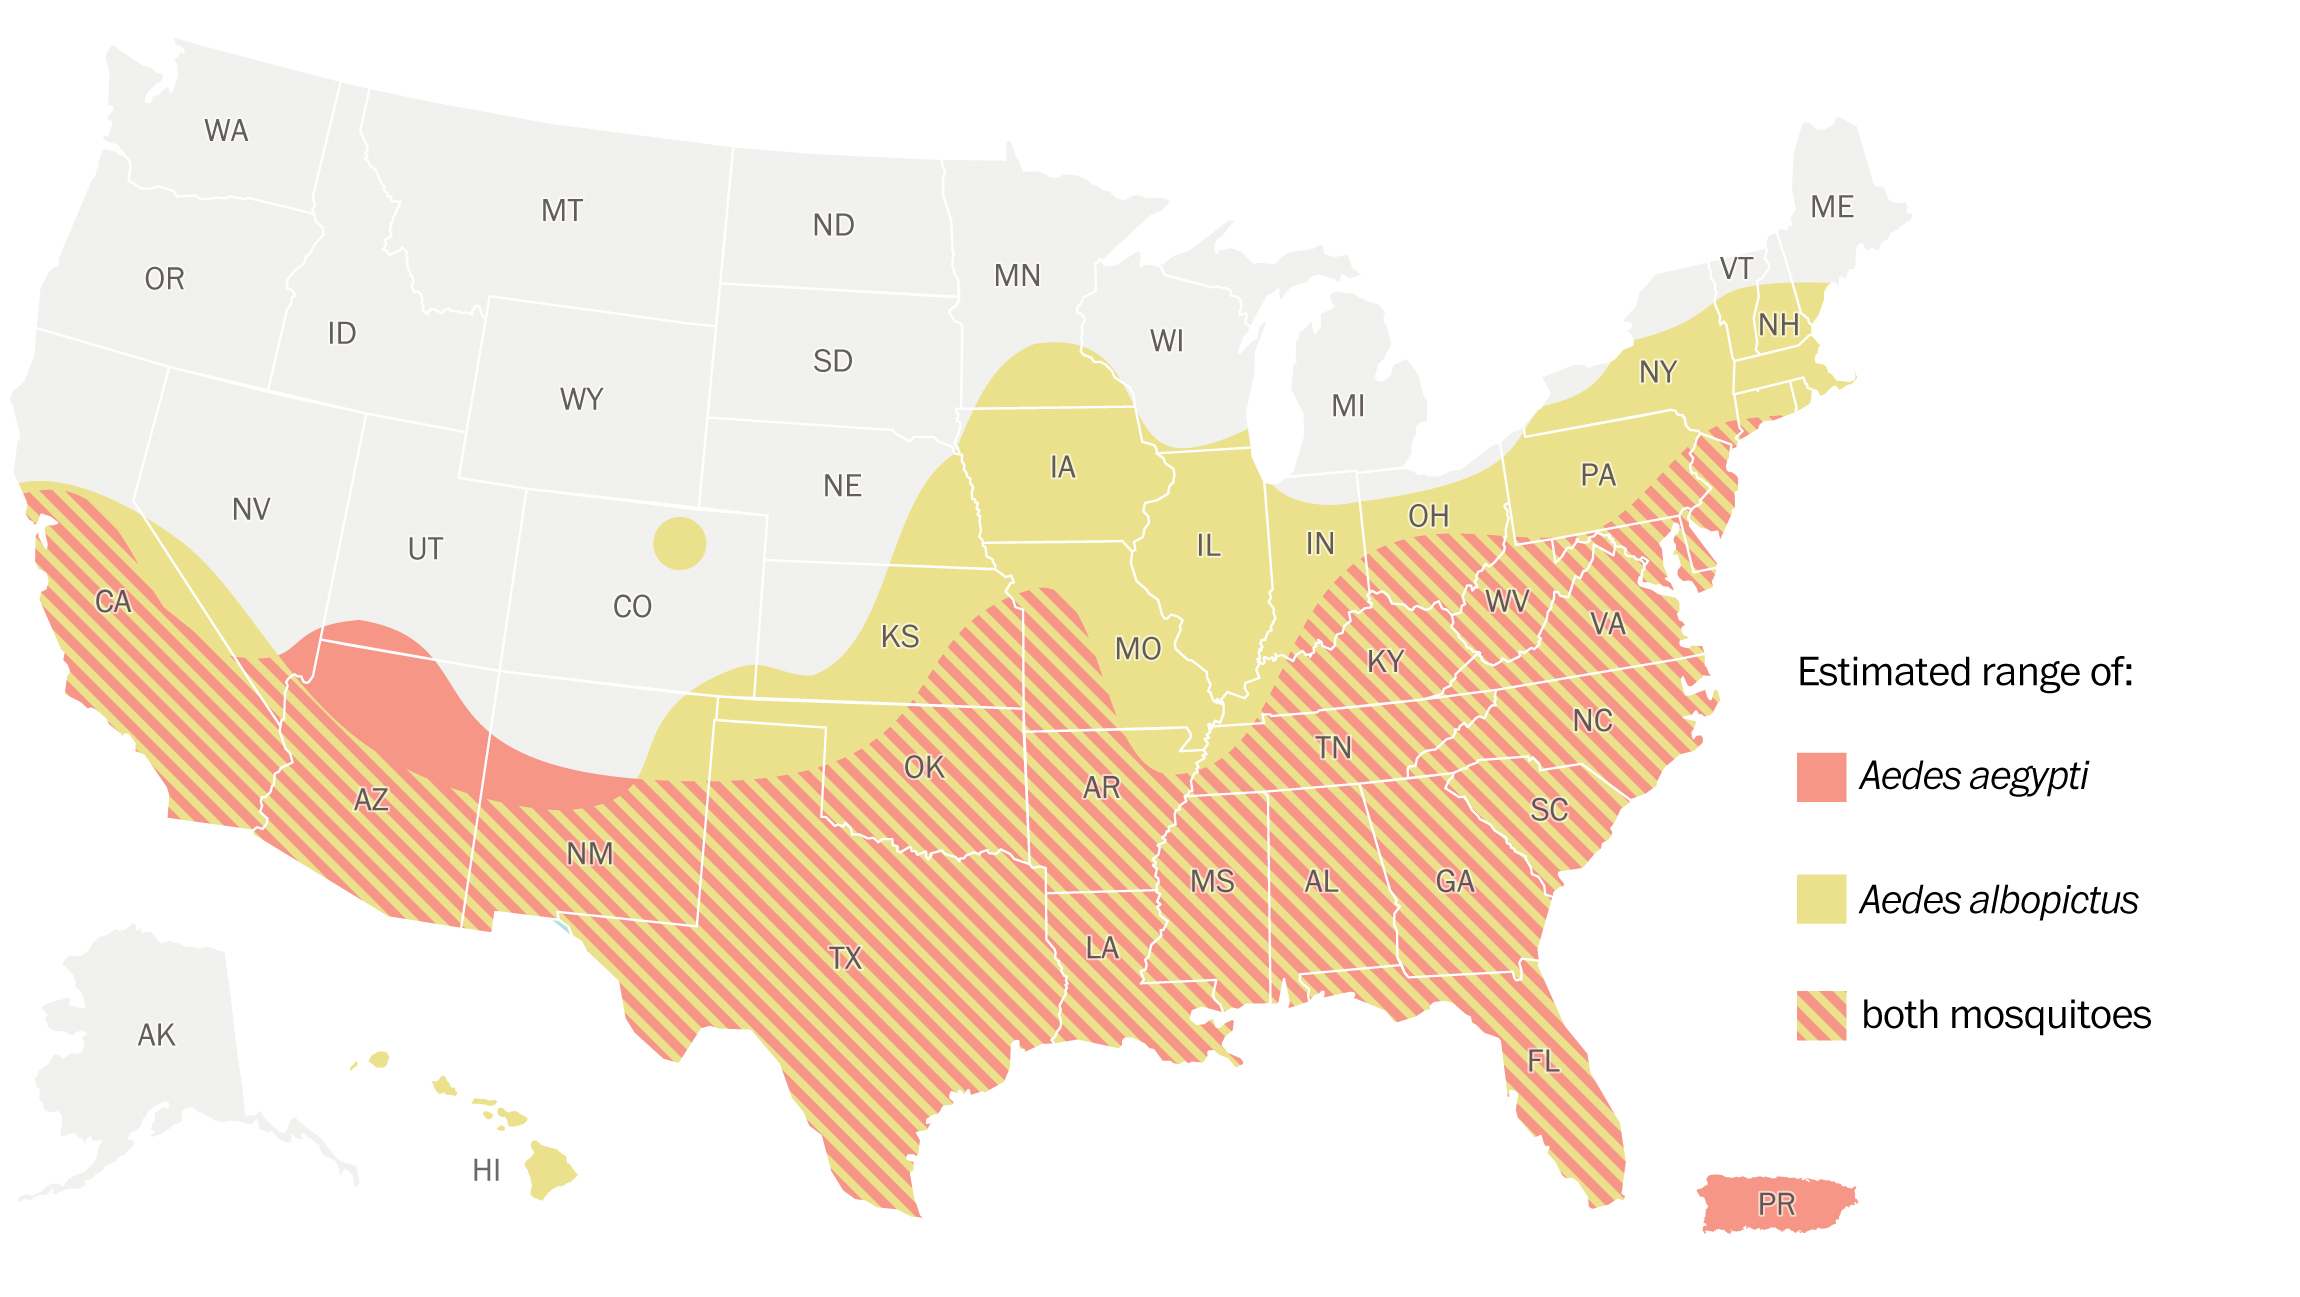 WA
MT
ND
MN
ME
VT
OR
ID
WI
NH
SD
NY
WY
MI
IA
PA
NE
NV
OH
UT
IL
IN
CO
CA
WV
VA
KS
MO
KY
Estimated range of:
NC
TN
OK
AR
Aedes aegypti
AZ
SC
NM
MS
AL
GA
Aedes albopictus
LA
TX
both mosquitoes
AK
FL
HI
PR